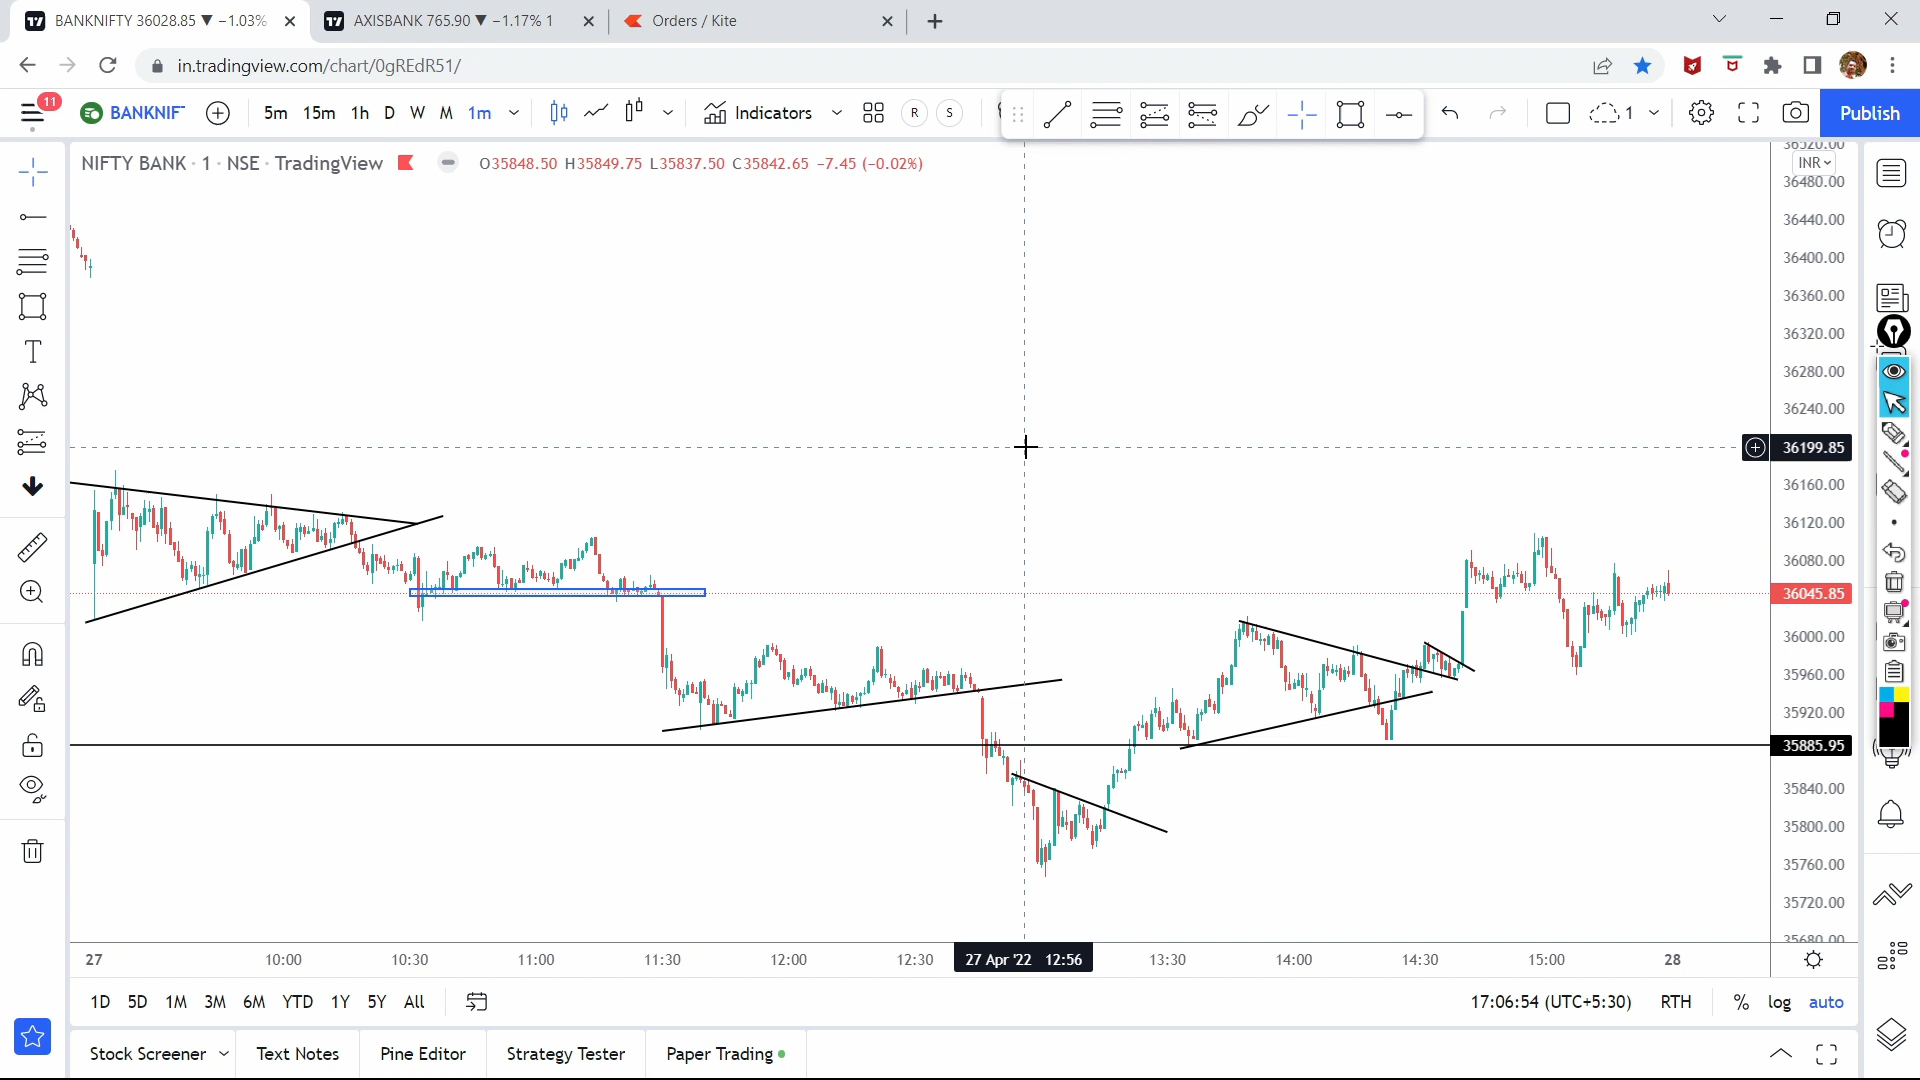 BANKNIFTY 36028.85 ▼ −1.03%
AXISBANK 765.90 ▼ −1.17% 1
Orders / Kite
in.tradingview.com/chart/0gREdR51/
11
BANKNIF
5m 15m 1h D W M 1m
Indicators
R S
1
Publish
NIFTY BANK · 1 · NSE · TradingView
O35848.50 H35849.75 L35837.50 C35842.65 −7.45 (−0.02%)
36520.00
INR
36480.00
36440.00
36400.00
36360.00
36320.00
36280.00
36240.00
36199.85
36160.00
36120.00
36080.00
36045.85
36000.00
35960.00
35920.00
35885.95
35840.00
35800.00
35760.00
35720.00
35680.00
27 10:00 10:30 11:00 11:30 12:00 12:30 27 Apr '22 12:56 13:30 14:00 14:30 15:00 28
1D 5D 1M 3M 6M YTD 1Y 5Y All
17:06:54 (UTC+5:30) RTH % log auto
Stock Screener Text Notes Pine Editor Strategy Tester Paper Trading